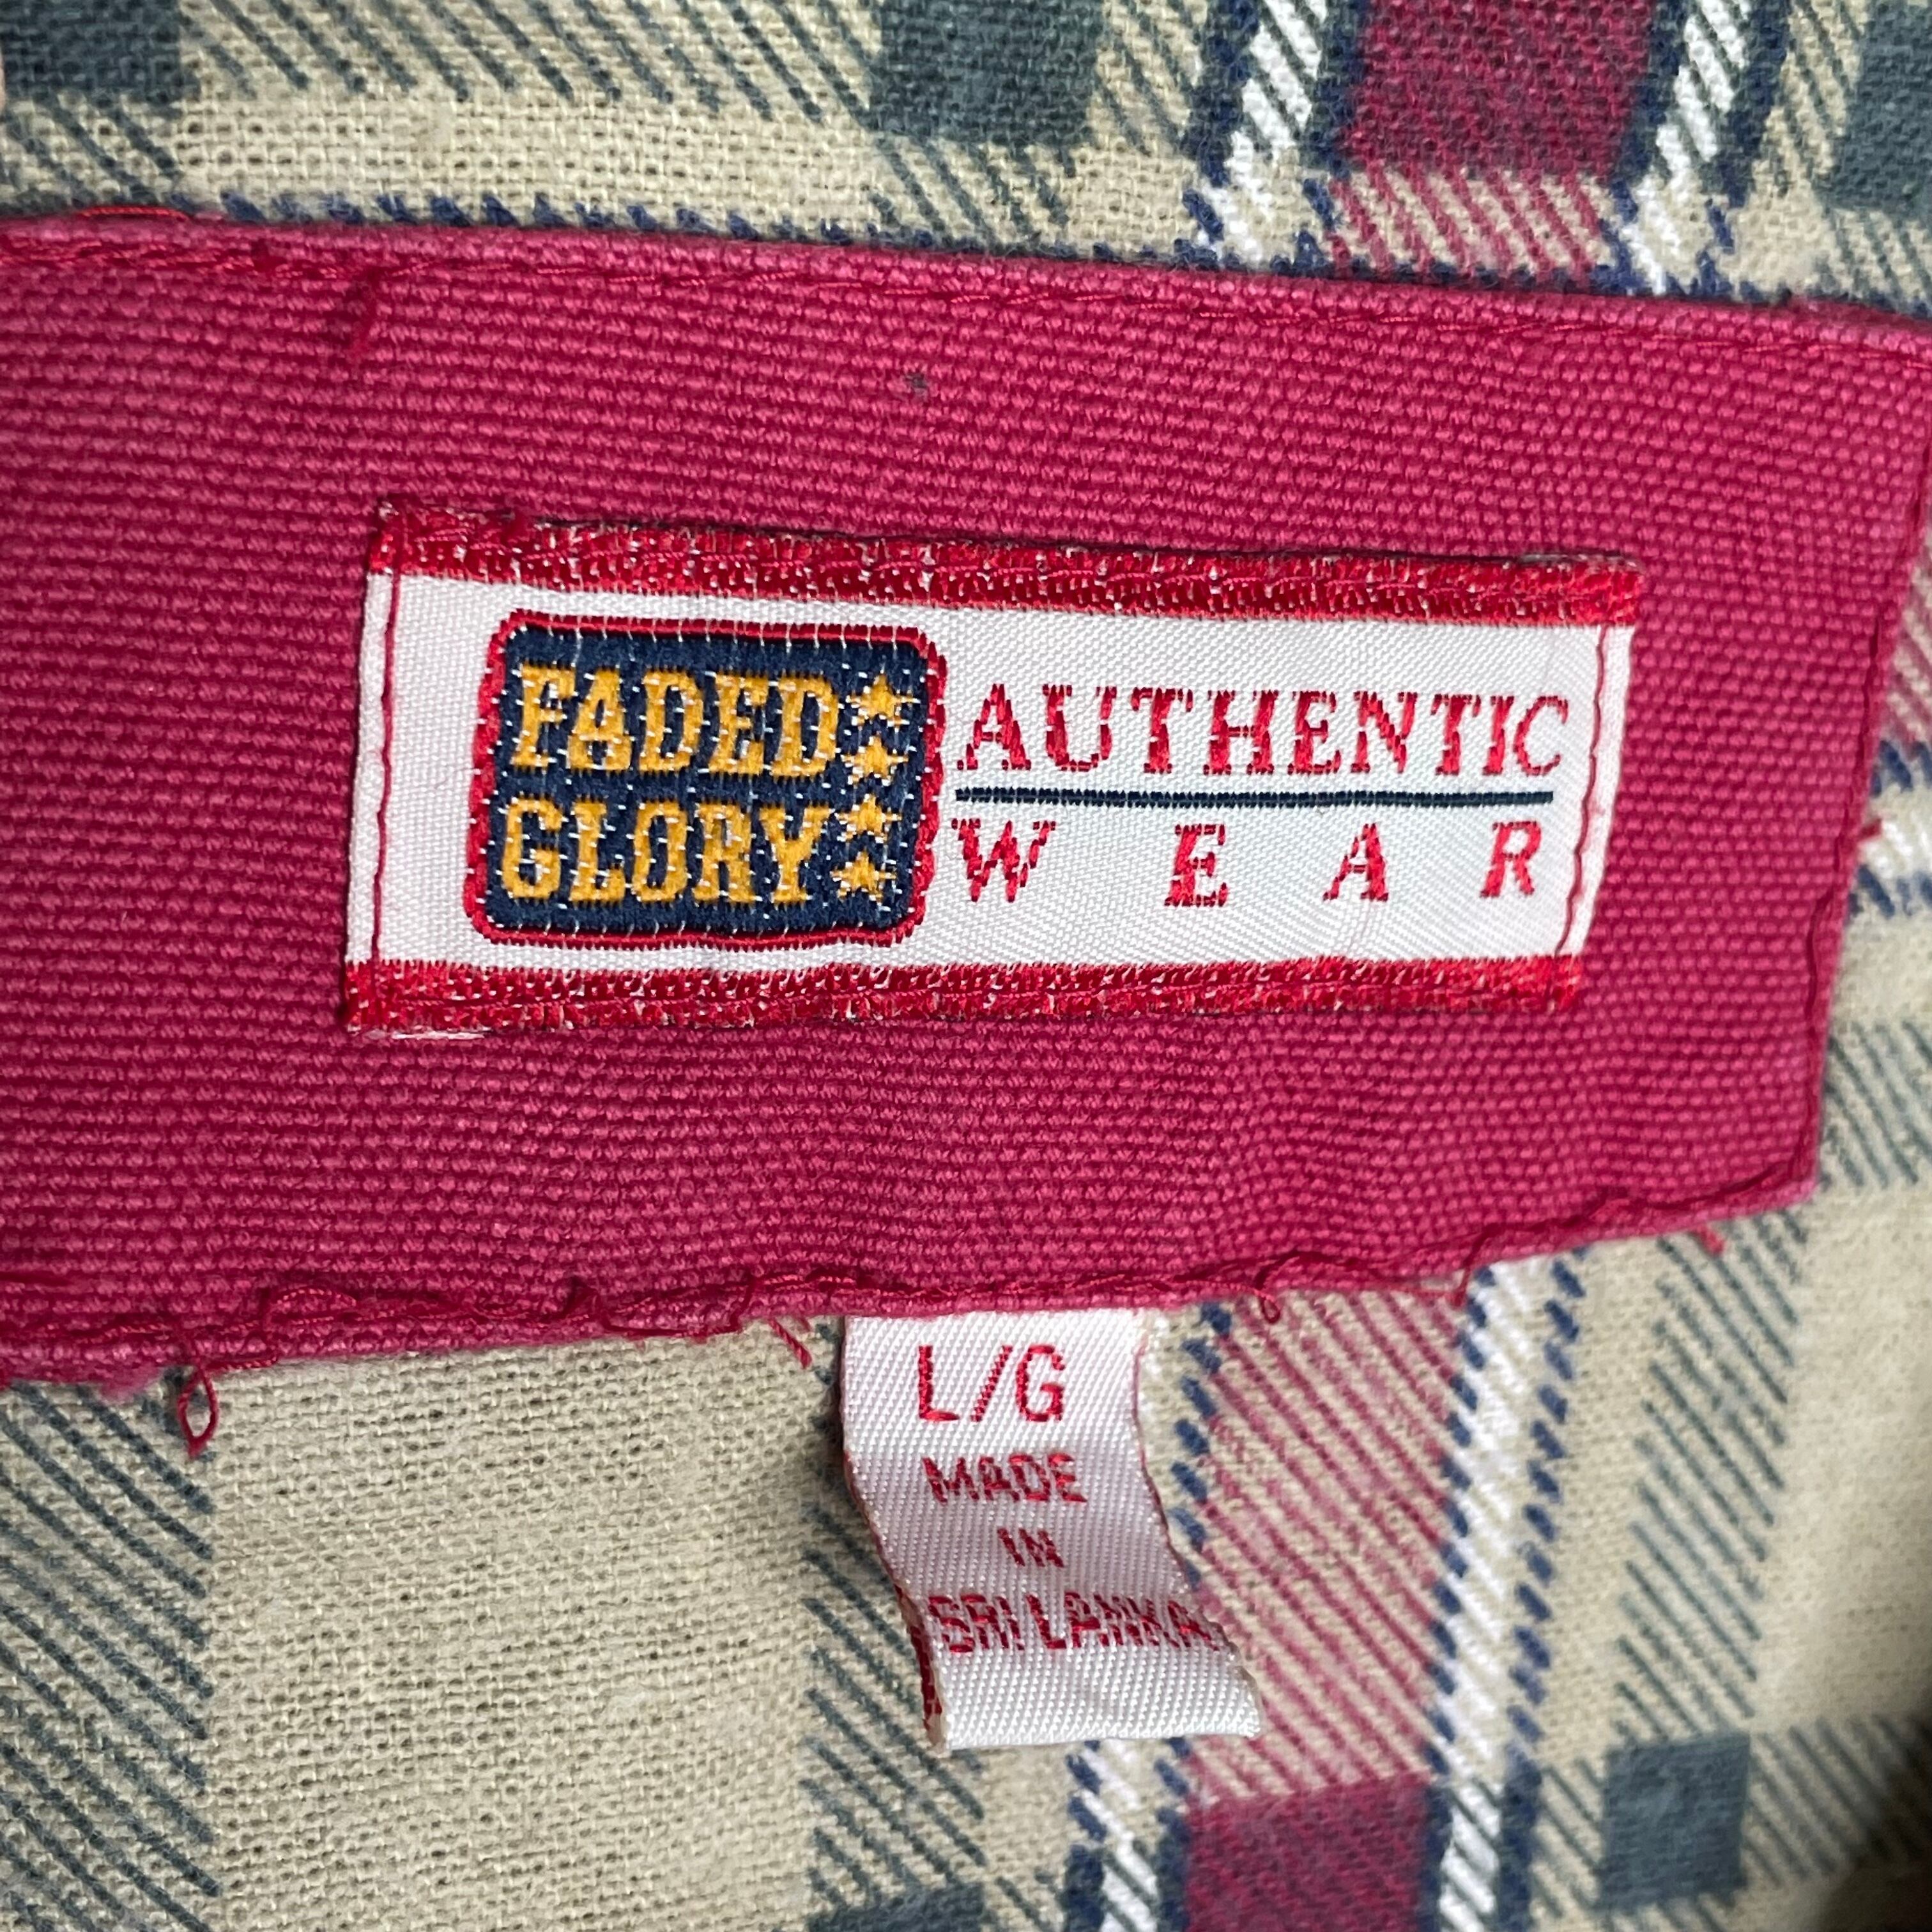 FADED
GLORY
AUTHENTIC
WEAR
L/G
MADE
IN
SRI LANKA